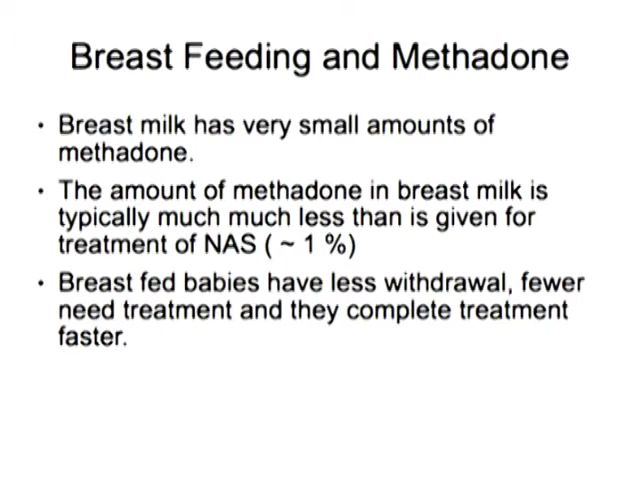 Breast Feeding and Methadone
• Breast milk has very small amounts of
methadone.
• The amount of methadone in breast milk is
typically much much less than is given for
treatment of NAS ( ~ 1 %)
• Breast fed babies have less withdrawal, fewer
need treatment and they complete treatment
faster.